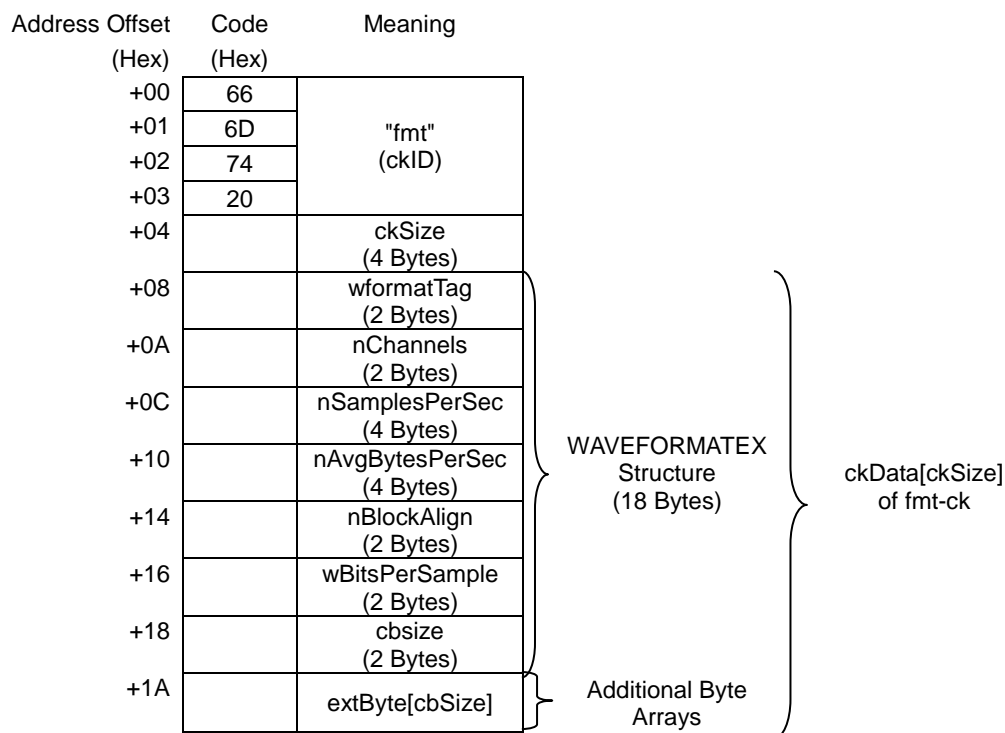 Address Offset Code Meaning
(Hex) (Hex)
+00 66
+01 6D "fmt"
+02 74 (ckID)
+03 20
+04 ckSize
(4 Bytes)
+08 wformatTag
(2 Bytes)
+0A nChannels
(2 Bytes)
+0C nSamplesPerSec
(4 Bytes)
+10 nAvgBytesPerSec
(4 Bytes)
WAVEFORMATEX
Structure
(18 Bytes)
ckData[ckSize]
of fmt-ck
+14 nBlockAlign
(2 Bytes)
+16 wBitsPerSample
(2 Bytes)
+18 cbsize
(2 Bytes)
+1A extByte[cbSize]
Additional Byte
Arrays